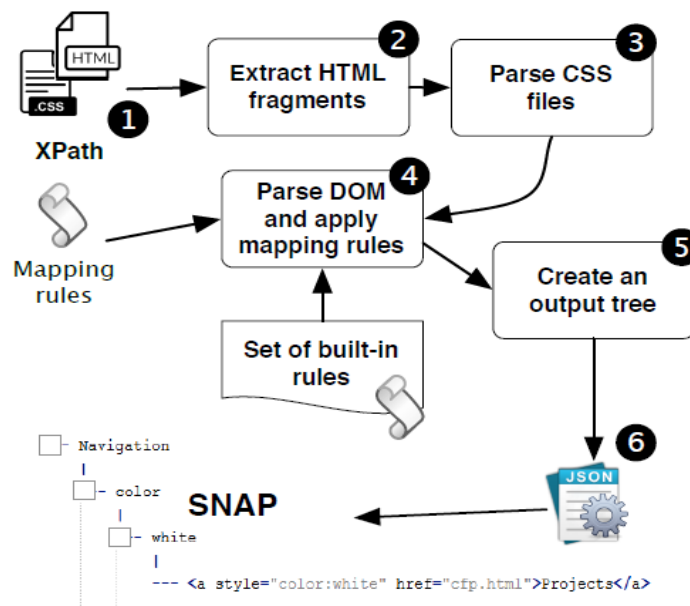 HTML
.CSS
1
XPath
2
Extract HTML
fragments
3
Parse CSS
files
Mapping
rules
4
Parse DOM
and apply
mapping rules
5
Create an
output tree
Set of built-in
rules
6
JSON
SNAP
- Navigation
- color
- white
--- <a style="color:white" href="cfp.html">Projects</a>